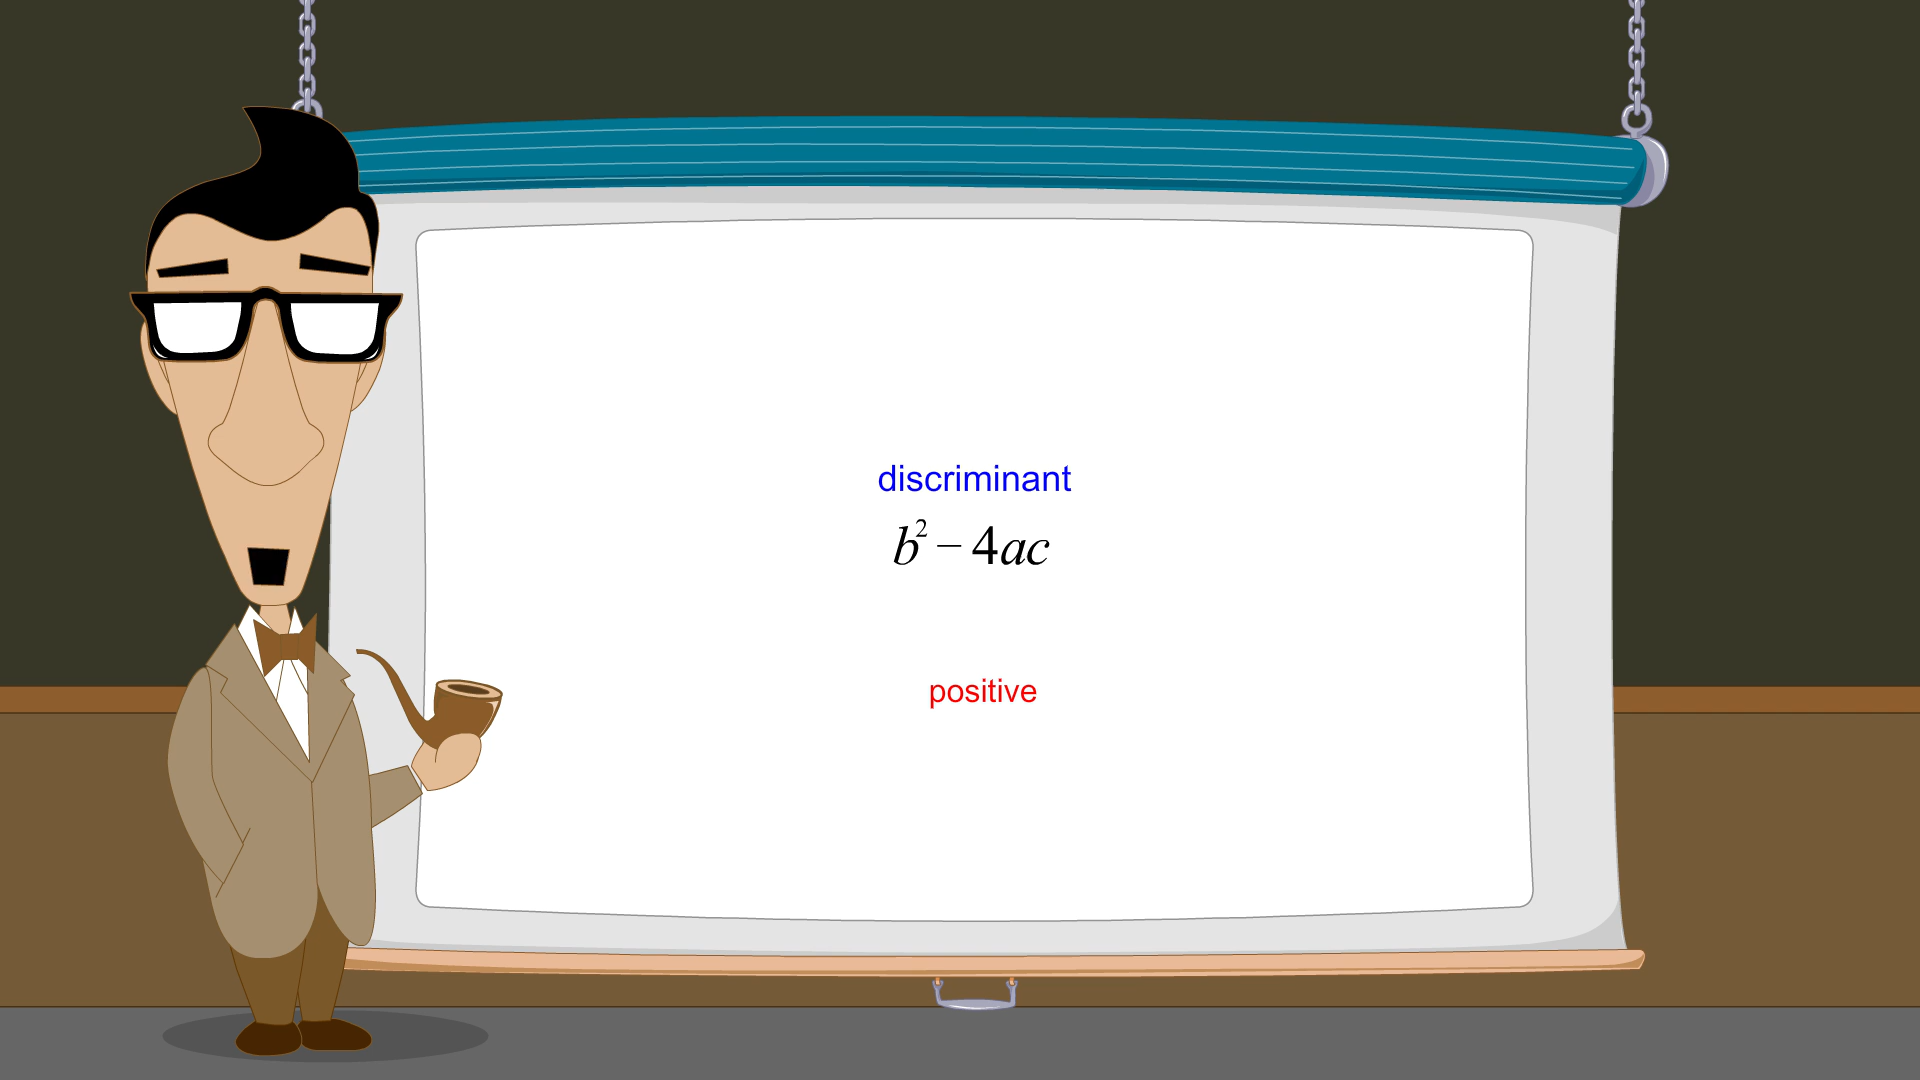 discriminant
b² − 4ac
positive